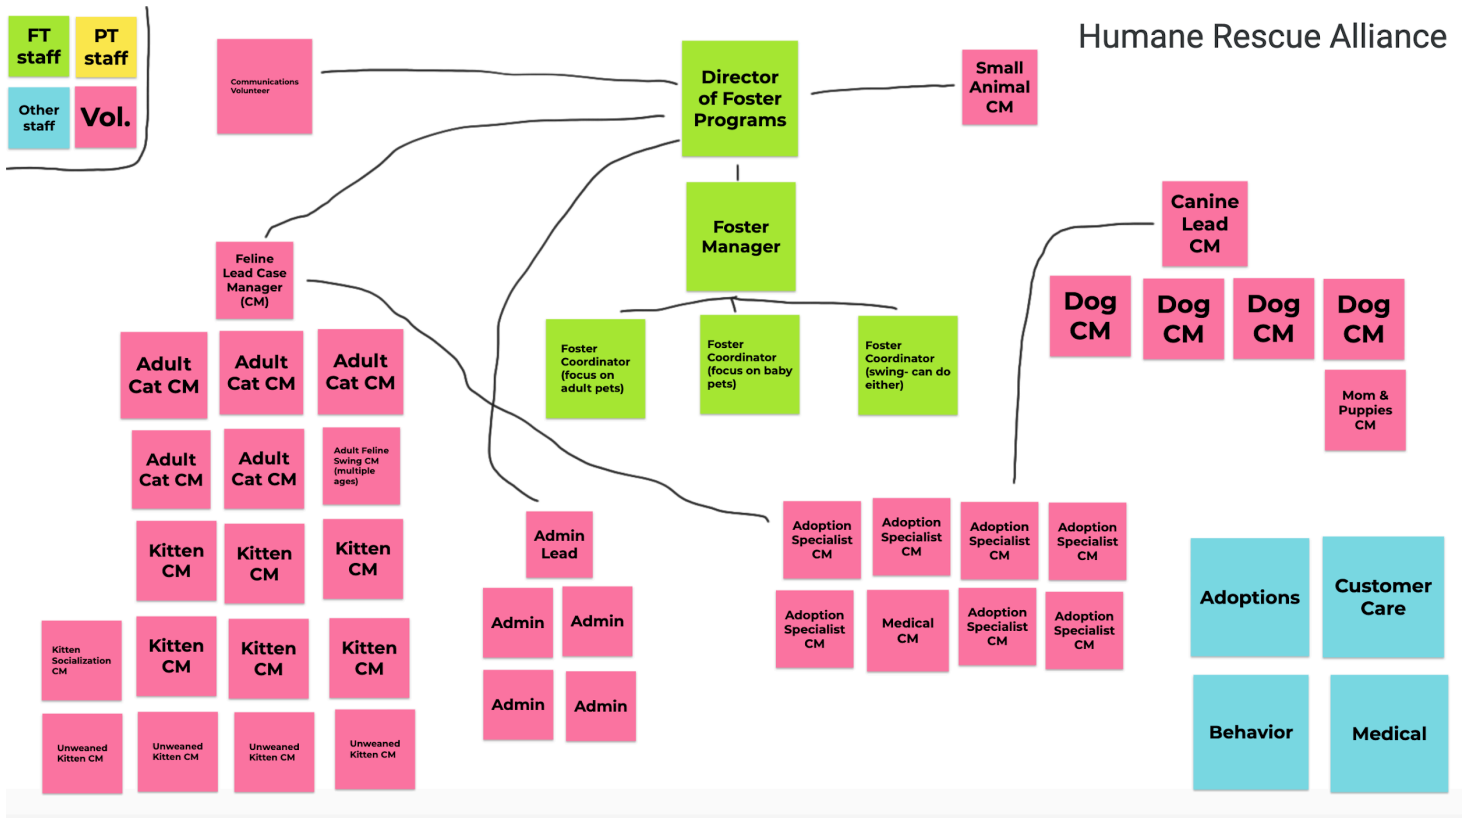 FT
staff
PT
staff
Other
staff
Vol.
Humane Rescue Alliance
Communications
Volunteer
Director
of Foster
Programs
Small
Animal
CM
Foster
Manager
Canine
Lead
CM
Feline
Lead Case
Manager
(CM)
Dog
CM
Dog
CM
Dog
CM
Dog
CM
Mom &
Puppies
CM
Foster
Coordinator
(focus on
adult pets)
Foster
Coordinator
(focus on baby
pets)
Foster
Coordinator
(swing- can do
either)
Adult
Cat CM
Adult
Cat CM
Adult
Cat CM
Adult
Cat CM
Adult
Cat CM
Adult Feline
Swing CM
(multiple
ages)
Kitten
CM
Kitten
CM
Kitten
CM
Kitten
Socialization
CM
Kitten
CM
Kitten
CM
Kitten
CM
Unweaned
Kitten CM
Unweaned
Kitten CM
Unweaned
Kitten CM
Unweaned
Kitten CM
Admin
Lead
Admin
Admin
Admin
Admin
Adoption
Specialist
CM
Adoption
Specialist
CM
Adoption
Specialist
CM
Adoption
Specialist
CM
Adoption
Specialist
CM
Medical
CM
Adoption
Specialist
CM
Adoption
Specialist
CM
Adoptions
Customer
Care
Behavior
Medical